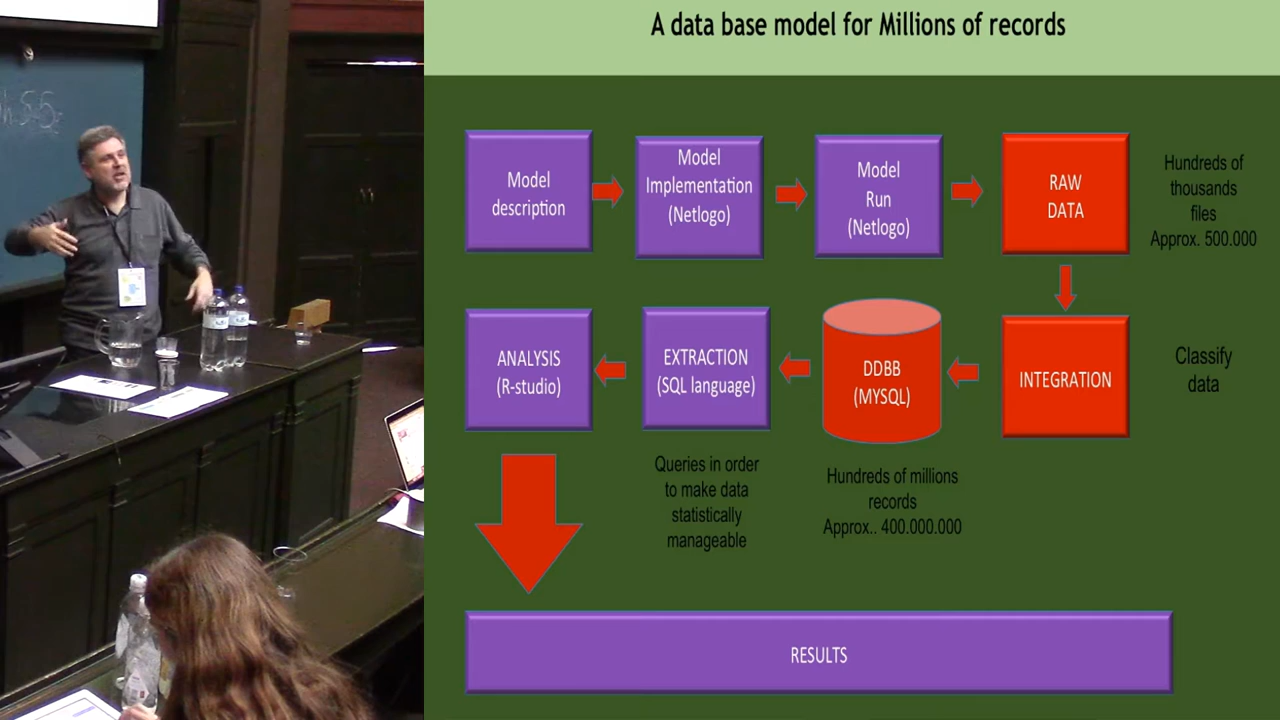 A data base model for Millions of records
Model
description
Model
Implementation
(Netlogo)
Model
Run
(Netlogo)
RAW
DATA
Hundreds of
thousands
files
Approx. 500.000
ANALYSIS
(R-studio)
EXTRACTION
(SQL language)
DDBB
(MYSQL)
INTEGRATION
Classify
data
Queries in order
to make data
statistically
manageable
Hundreds of millions
records
Approx.. 400.000.000
RESULTS